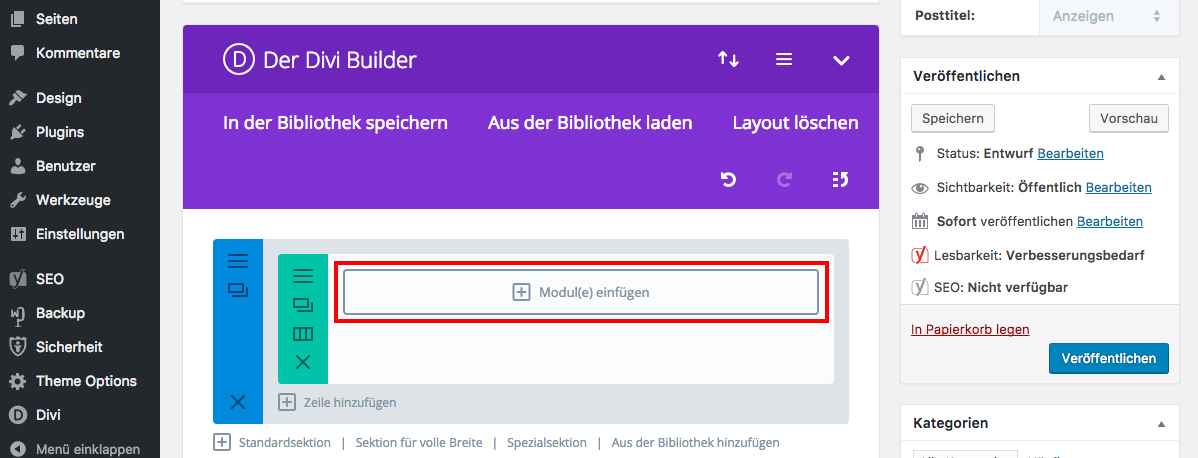 Seiten
Kommentare
Design
Plugins
Benutzer
Werkzeuge
Einstellungen
SEO
Backup
Sicherheit
Theme Options
Divi
Menü einklappen
D Der Divi Builder
In der Bibliothek speichern Aus der Bibliothek laden Layout löschen
Modul(e) einfügen
Zeile hinzufügen
Standardsektion | Sektion für volle Breite | Spezialsektion | Aus der Bibliothek hinzufügen
Posttitel: Anzeigen
Veröffentlichen
Speichern Vorschau
Status: Entwurf Bearbeiten
Sichtbarkeit: Öffentlich Bearbeiten
Sofort veröffentlichen Bearbeiten
Lesbarkeit: Verbesserungsbedarf
SEO: Nicht verfügbar
In Papierkorb legen
Veröffentlichen
Kategorien